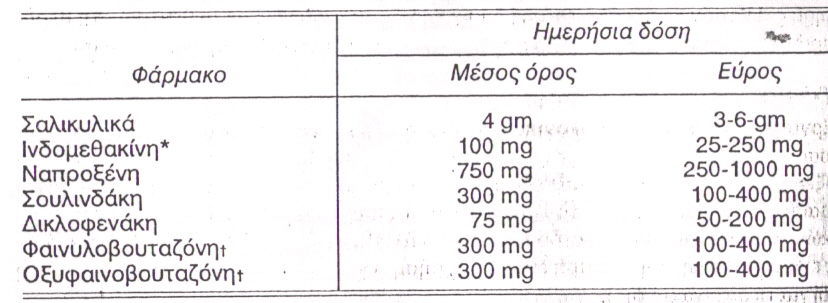 Ημερήσια δόση
Φάρμακο Μέσος όρος Εύρος
Σαλικυλικά 4 gm 3-6-gm
Ινδομεθακίνη* 100 mg 25-250 mg
Ναπροξένη 750 mg 250-1000 mg
Σουλινδάκη 300 mg 100-400 mg
Δικλοφενάκη 75 mg 50-200 mg
Φαινυλοβουταζόνη† 300 mg 100-400 mg
Οξυφαινοβουταζόνη† 300 mg 100-400 mg